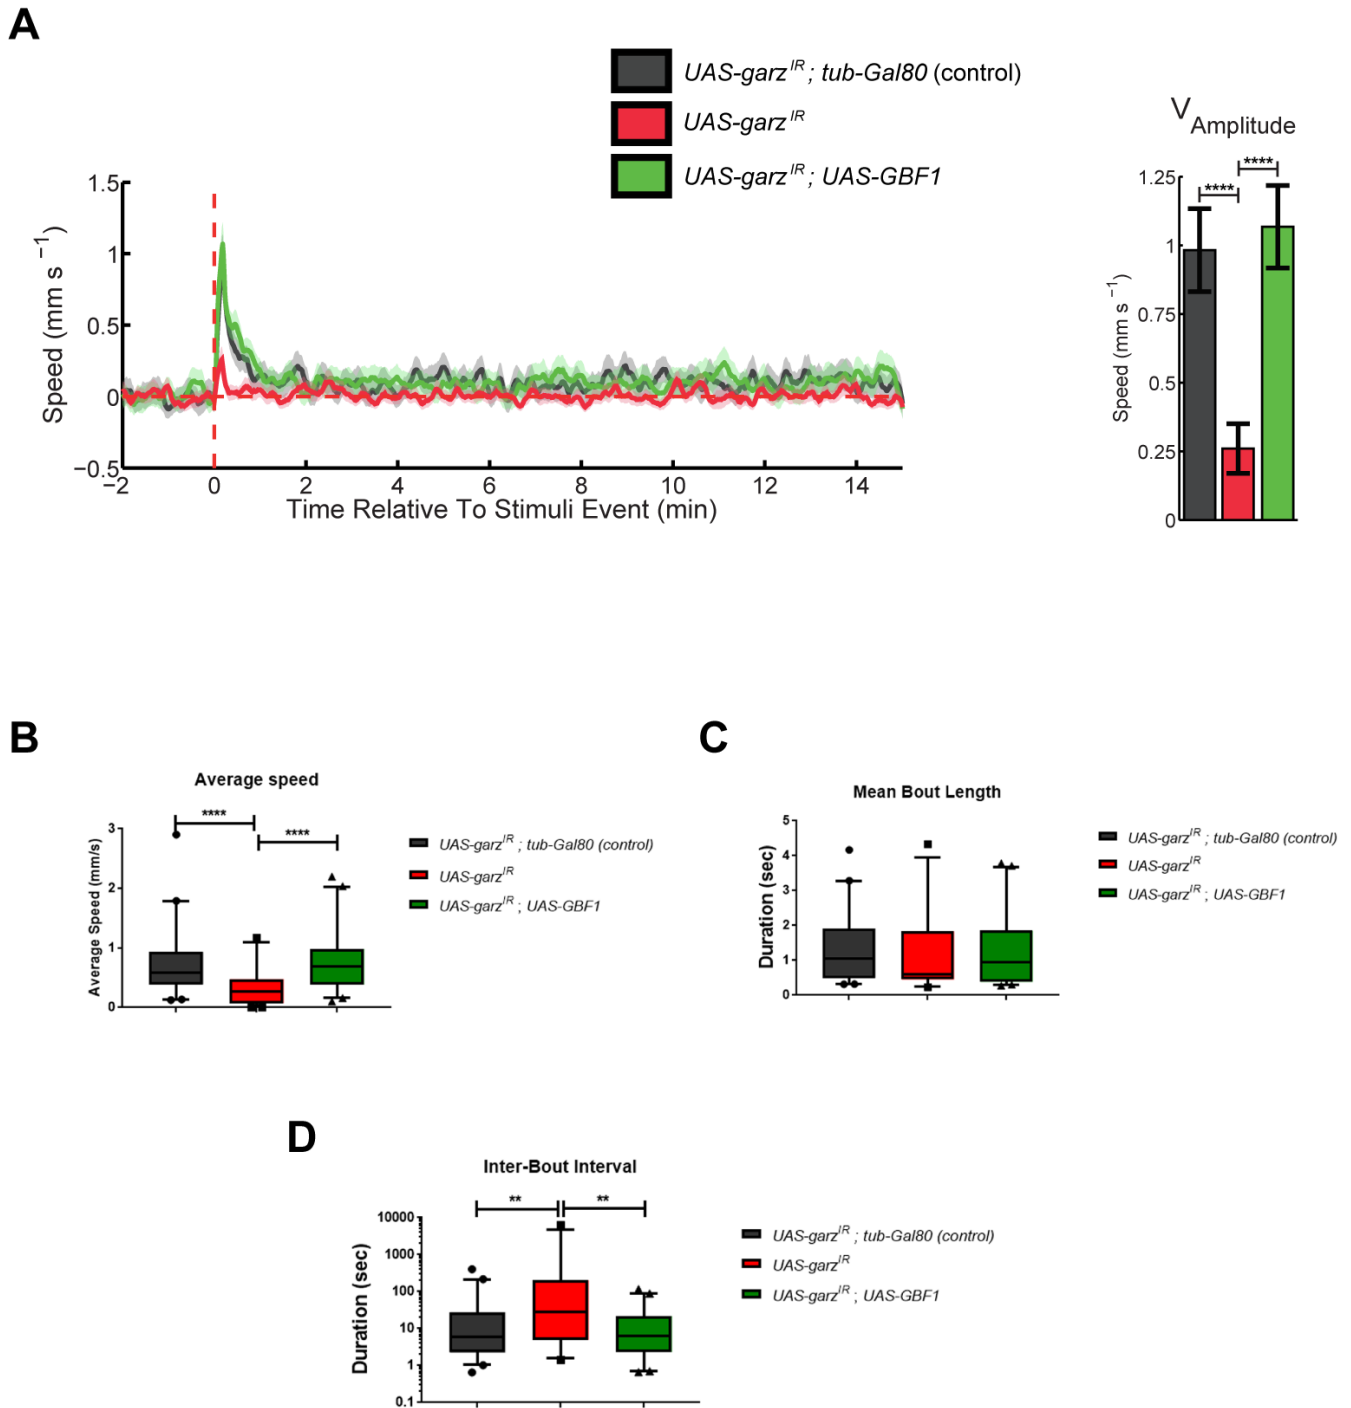 A
UAS-garz^IR ; tub-Gal80 (control)
UAS-garz^IR
UAS-garz^IR ; UAS-GBF1
1.5
1
0.5
0
−0.5
Speed (mm s −1)
−2 0 2 4 6 8 10 12 14
Time Relative To Stimuli Event (min)
V Amplitude
**** ****
1.25
1
0.75
0.5
0.25
0
Speed (mm s −1)
B
Average speed
**** ****
3
2
1
0
Average Speed (mm/s)
UAS-garz^IR ; tub-Gal80 (control)
UAS-garz^IR
UAS-garz^IR ; UAS-GBF1
C
Mean Bout Length
5
4
3
2
1
0
Duration (sec)
UAS-garz^IR ; tub-Gal80 (control)
UAS-garz^IR
UAS-garz^IR ; UAS-GBF1
D
Inter-Bout Interval
** **
10000
1000
100
10
1
0.1
Duration (sec)
UAS-garz^IR ; tub-Gal80 (control)
UAS-garz^IR
UAS-garz^IR ; UAS-GBF1